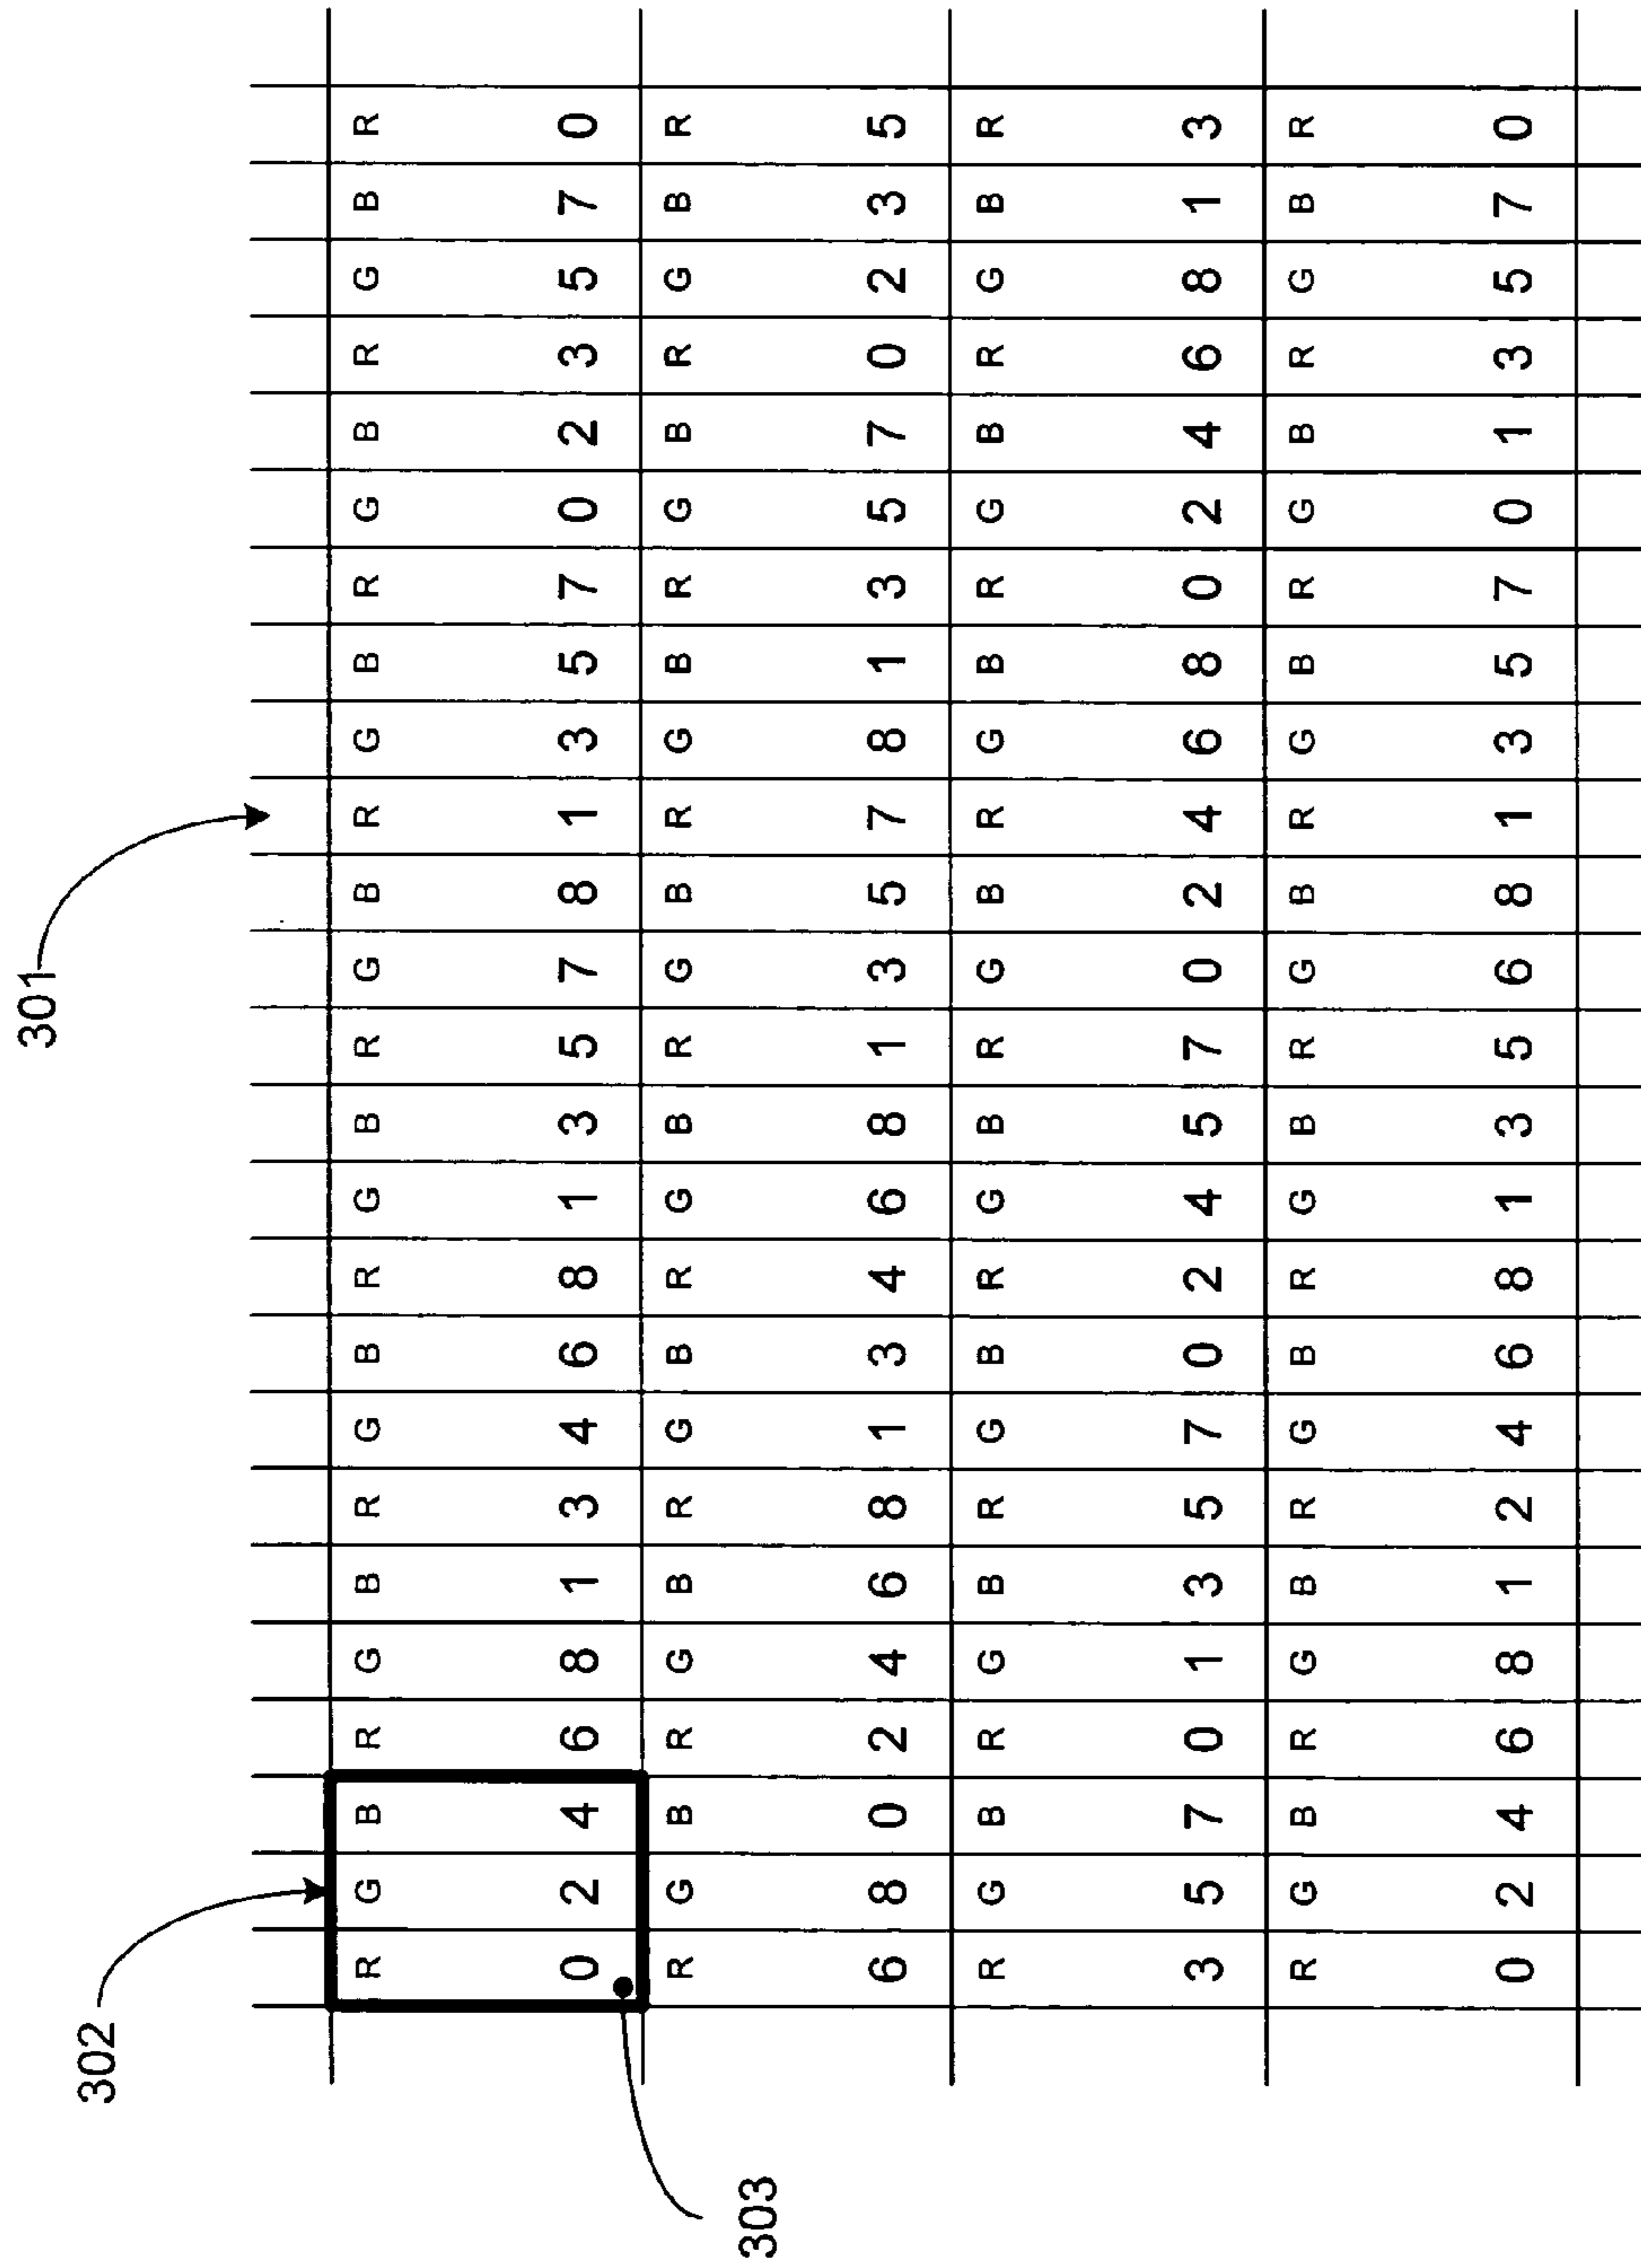 301
302
R G B R G B R G B R G B R G B R G B R G B R G B R
0 2 4 6 8 1 3 4 6 8 1 3 5 7 8 1 3 5 7 0 2 3 5 7 0
R G B R G B R G B R G B R G B R G B R G B R G B R
303
6 8 0 2 4 6 8 1 3 4 6 8 1 3 5 7 8 1 3 5 7 0 2 3 5
R G B R G B R G B R G B R G B R G B R G B R G B R
3 5 7 0 1 3 5 7 0 2 4 5 7 0 2 4 6 8 0 2 4 6 8 1 3
R G B R G B R G B R G B R G B R G B R G B R G B R
0 2 4 6 8 1 2 4 6 8 1 3 5 6 8 1 3 5 7 0 1 3 5 7 0